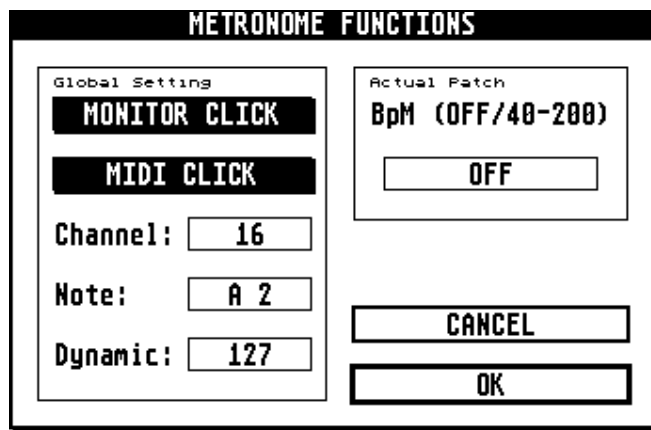 METRONOME FUNCTIONS
Global Setting
MONITOR CLICK
MIDI CLICK
Channel: 16
Note: A 2
Dynamic: 127
Actual Patch
BpM (OFF/40-200)
OFF
CANCEL
OK